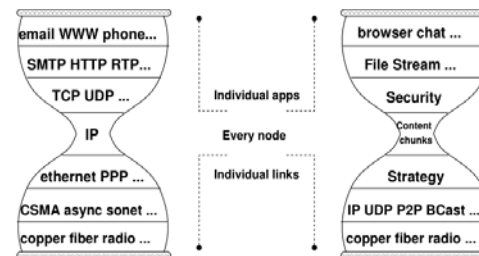 email WWW phone...
SMTP HTTP RTP...
TCP UDP ...
IP
ethernet PPP ...
CSMA async sonet ...
copper fiber radio ...
Individual apps
Every node
Individual links
browser chat ...
File Stream ...
Security
Content
chunks
Strategy
IP UDP P2P BCast ...
copper fiber radio ...